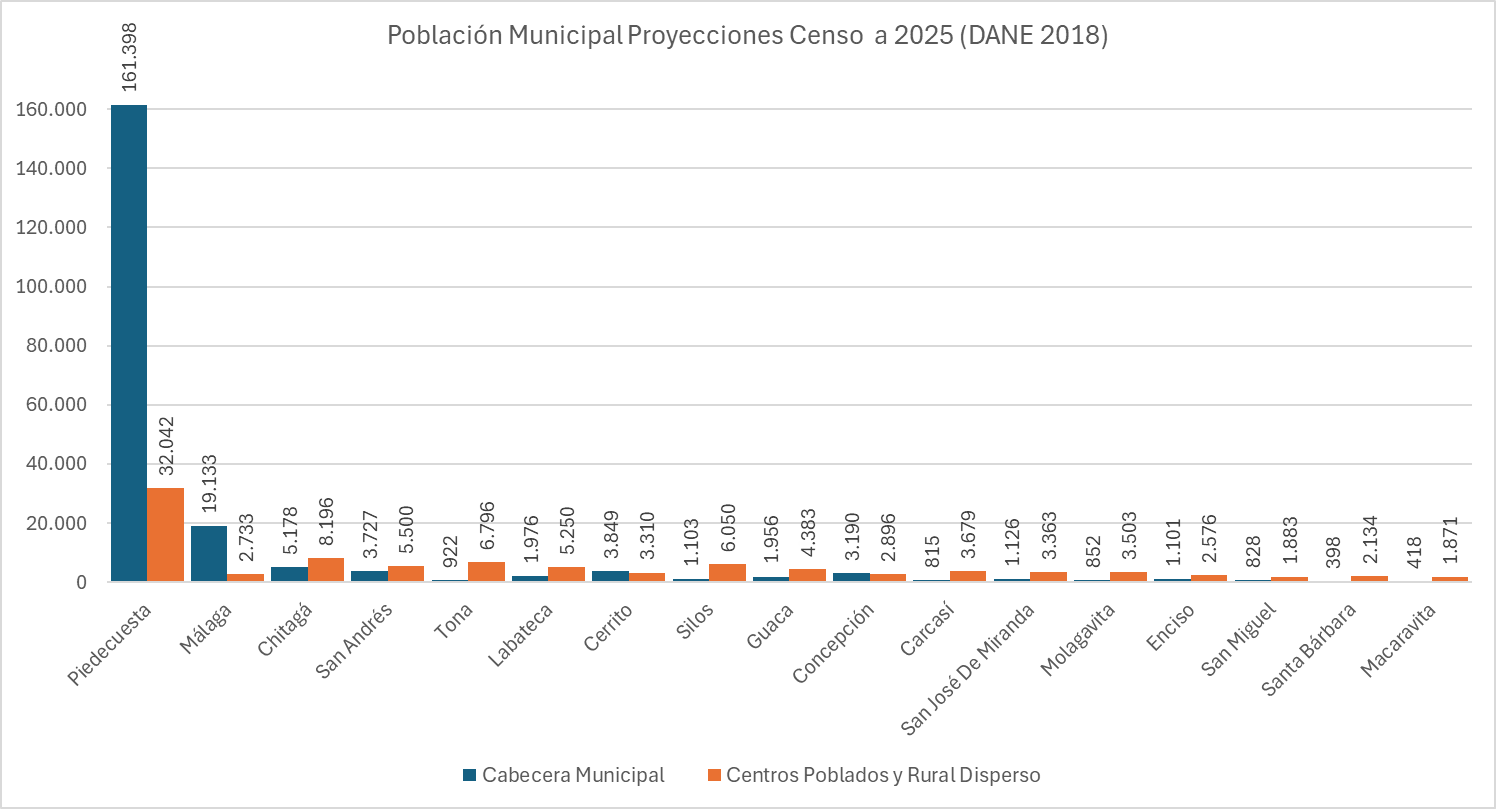 Población Municipal Proyecciones Censo  a 2025 (DANE 2018)
160.000
140.000
120.000
100.000
80.000
60.000
40.000
20.000
0
161.398
32.042
19.133
2.733
5.178
8.196
3.727
5.500
922
6.796
1.976
5.250
3.849
3.310
1.103
6.050
1.956
4.383
3.190
2.896
815
3.679
1.126
3.363
852
3.503
1.101
2.576
828
1.883
398
2.134
418
1.871
Piedecuesta
Málaga
Chitagá
San Andrés
Tona
Labateca
Cerrito
Silos
Guaca
Concepción
Carcasí
San José De Miranda
Molagavita
Enciso
San Miguel
Santa Bárbara
Macaravita
Cabecera Municipal
Centros Poblados y Rural Disperso